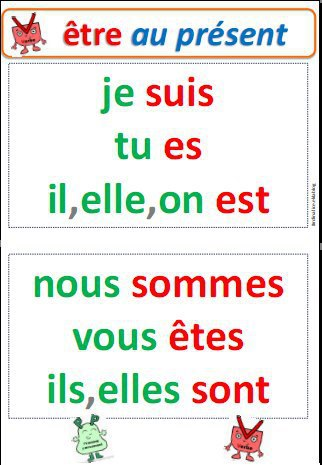 être au présent
je suis
tu es
il,elle,on est
nous sommes
vous êtes
ils,elles sont